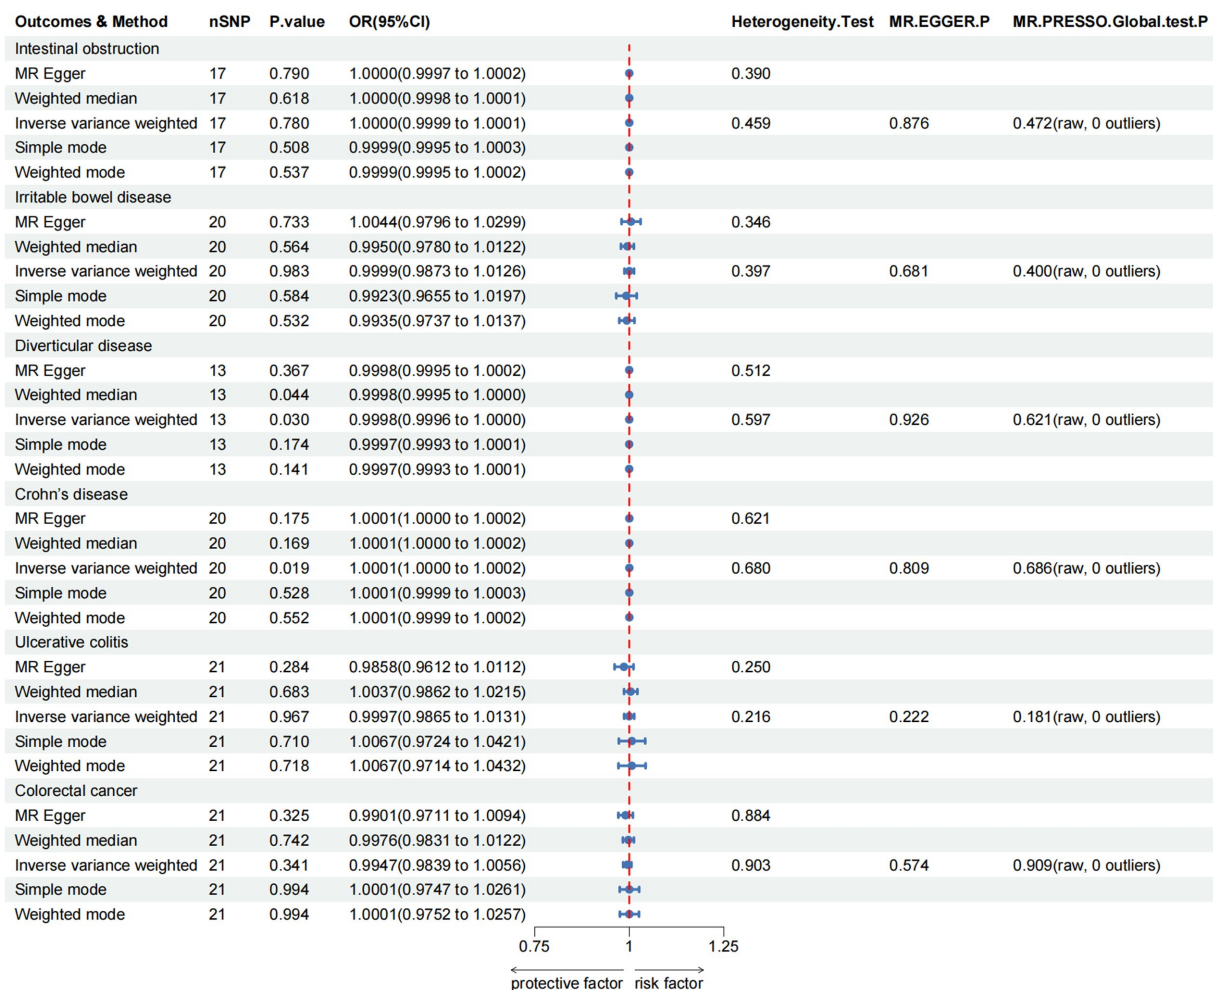 Outcomes & Method nSNP P.value OR(95%CI) Heterogeneity.Test MR.EGGER.P MR.PRESSO.Global.test.P
Intestinal obstruction
MR Egger 17 0.790 1.0000(0.9997 to 1.0002) 0.390
Weighted median 17 0.618 1.0000(0.9998 to 1.0001)
Inverse variance weighted 17 0.780 1.0000(0.9999 to 1.0001) 0.459 0.876 0.472(raw, 0 outliers)
Simple mode 17 0.508 0.9999(0.9995 to 1.0003)
Weighted mode 17 0.537 0.9999(0.9995 to 1.0002)
Irritable bowel disease
MR Egger 20 0.733 1.0044(0.9796 to 1.0299) 0.346
Weighted median 20 0.564 0.9950(0.9780 to 1.0122)
Inverse variance weighted 20 0.983 0.9999(0.9873 to 1.0126) 0.397 0.681 0.400(raw, 0 outliers)
Simple mode 20 0.584 0.9923(0.9655 to 1.0197)
Weighted mode 20 0.532 0.9935(0.9737 to 1.0137)
Diverticular disease
MR Egger 13 0.367 0.9998(0.9995 to 1.0002) 0.512
Weighted median 13 0.044 0.9998(0.9995 to 1.0000)
Inverse variance weighted 13 0.030 0.9998(0.9996 to 1.0000) 0.597 0.926 0.621(raw, 0 outliers)
Simple mode 13 0.174 0.9997(0.9993 to 1.0001)
Weighted mode 13 0.141 0.9997(0.9993 to 1.0001)
Crohn's disease
MR Egger 20 0.175 1.0001(1.0000 to 1.0002) 0.621
Weighted median 20 0.169 1.0001(1.0000 to 1.0002)
Inverse variance weighted 20 0.019 1.0001(1.0000 to 1.0002) 0.680 0.809 0.686(raw, 0 outliers)
Simple mode 20 0.528 1.0001(0.9999 to 1.0003)
Weighted mode 20 0.552 1.0001(0.9999 to 1.0002)
Ulcerative colitis
MR Egger 21 0.284 0.9858(0.9612 to 1.0112) 0.250
Weighted median 21 0.683 1.0037(0.9862 to 1.0215)
Inverse variance weighted 21 0.967 0.9997(0.9865 to 1.0131) 0.216 0.222 0.181(raw, 0 outliers)
Simple mode 21 0.710 1.0067(0.9724 to 1.0421)
Weighted mode 21 0.718 1.0067(0.9714 to 1.0432)
Colorectal cancer
MR Egger 21 0.325 0.9901(0.9711 to 1.0094) 0.884
Weighted median 21 0.742 0.9976(0.9831 to 1.0122)
Inverse variance weighted 21 0.341 0.9947(0.9839 to 1.0056) 0.903 0.574 0.909(raw, 0 outliers)
Simple mode 21 0.994 1.0001(0.9747 to 1.0261)
Weighted mode 21 0.994 1.0001(0.9752 to 1.0257)
0.75 1 1.25
protective factor risk factor